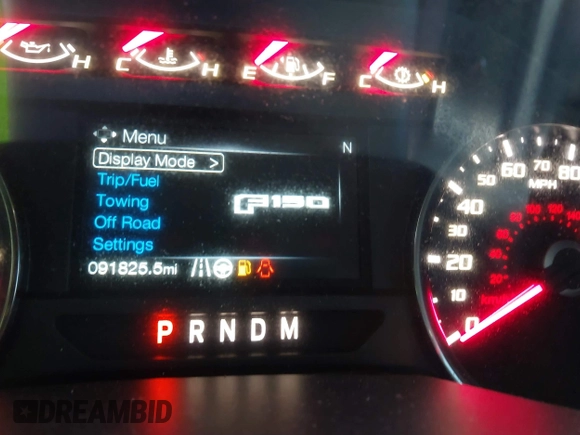 H C H E F C H
Menu
N
Display Mode >
Trip/Fuel
Towing
F150
Off Road
Settings
091825.5mi
P R N D M
0 10 20 30 40 50 60 70 80
MPH
DREAMBID